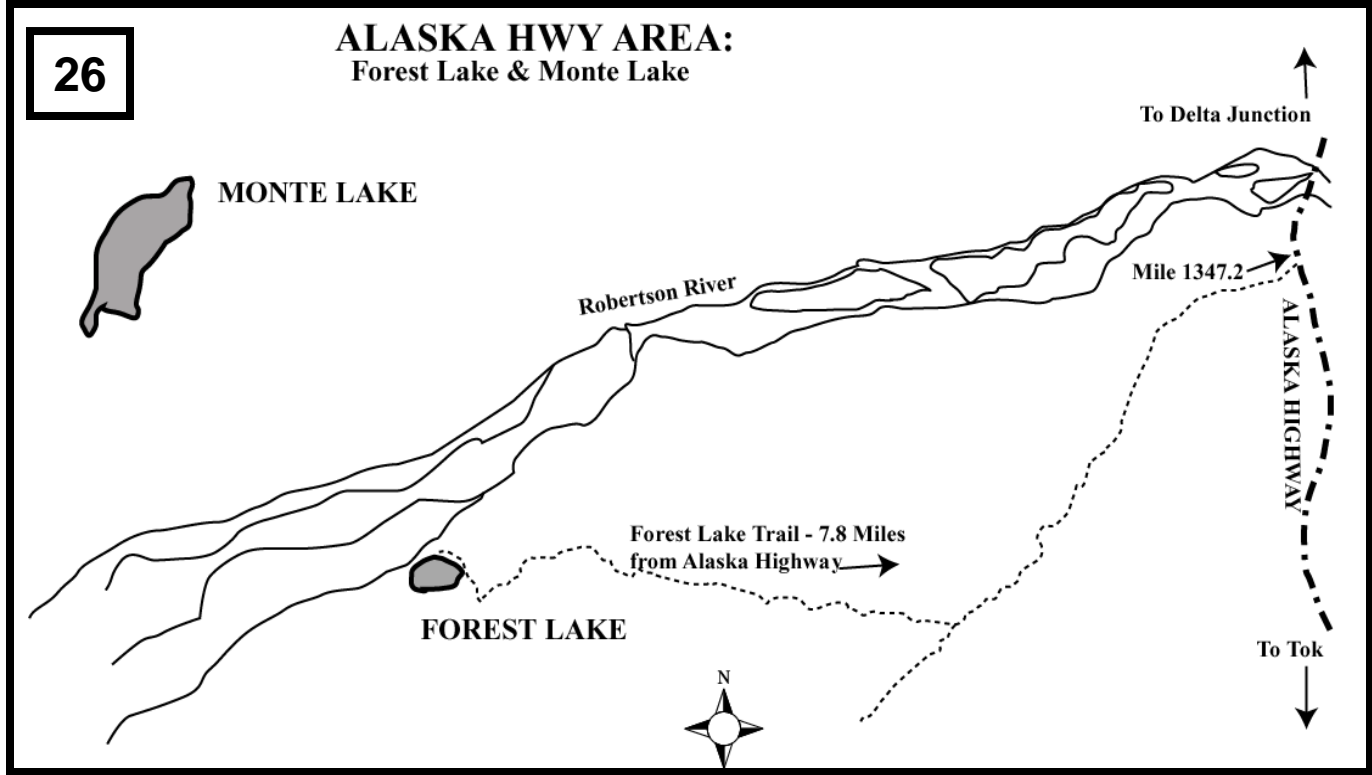 26
ALASKA HWY AREA:
Forest Lake & Monte Lake
To Delta Junction
MONTE LAKE
Robertson River
Mile 1347.2
ALASKA HIGHWAY
Forest Lake Trail - 7.8 Miles
from Alaska Highway
FOREST LAKE
To Tok
N